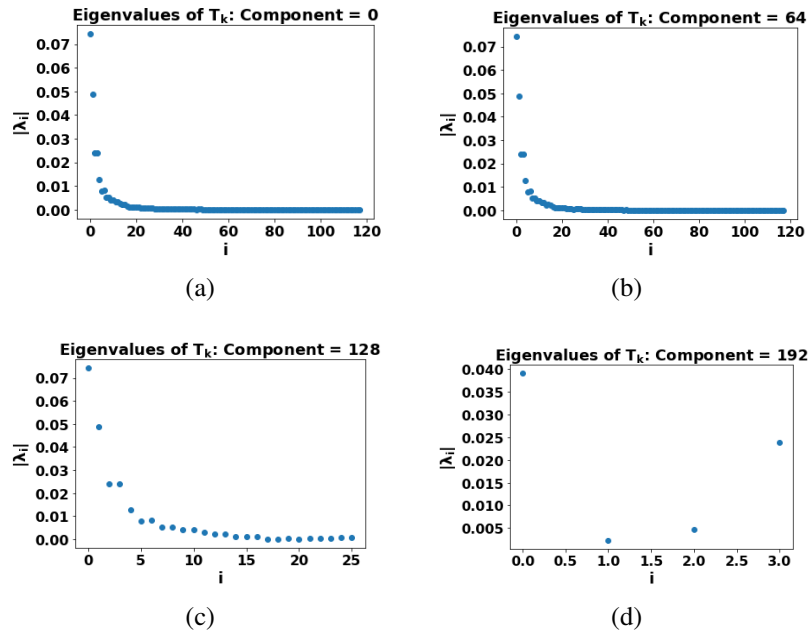 Eigenvalues of Tₖ: Component = 0
0.07
0.06
0.05
0.04
0.03
0.02
0.01
0.00
|λᵢ|
0 20 40 60 80 100 120
i
(a)
Eigenvalues of Tₖ: Component = 64
0.07
0.06
0.05
0.04
0.03
0.02
0.01
0.00
|λᵢ|
0 20 40 60 80 100 120
i
(b)
Eigenvalues of Tₖ: Component = 128
0.07
0.06
0.05
0.04
0.03
0.02
0.01
0.00
|λᵢ|
0 5 10 15 20 25
i
(c)
Eigenvalues of Tₖ: Component = 192
0.040
0.035
0.030
0.025
0.020
0.015
0.010
0.005
|λᵢ|
0.0 0.5 1.0 1.5 2.0 2.5 3.0
i
(d)